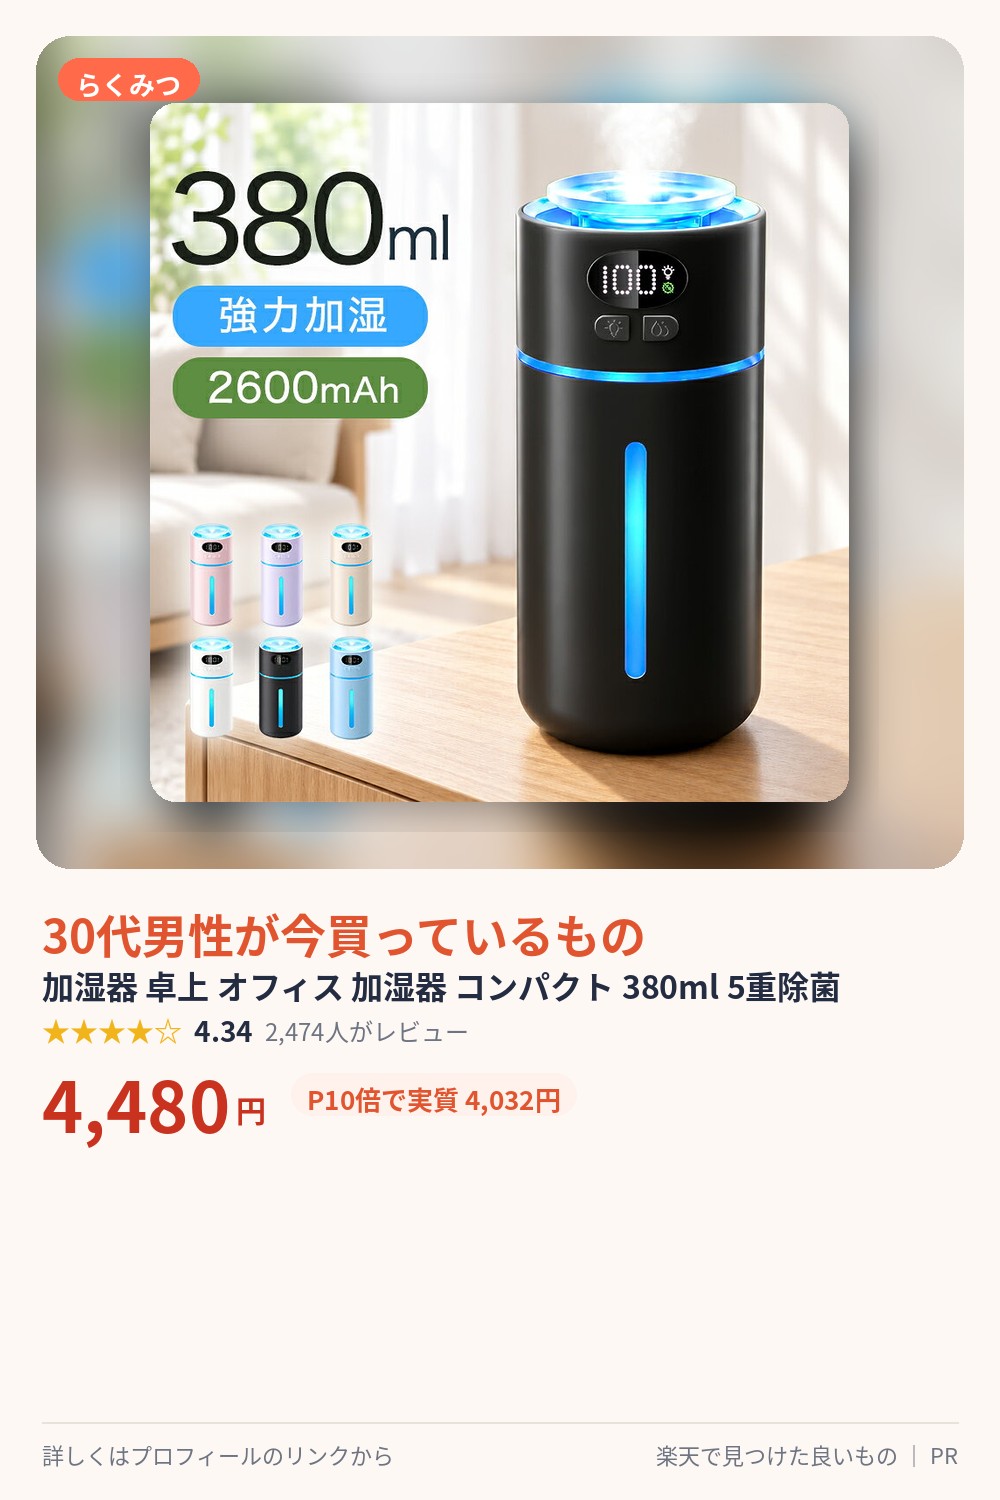 らくみつ
380ml
強力加湿
2600mAh
100
30代男性が今買っているもの
加湿器 卓上 オフィス 加湿器 コンパクト 380ml 5重除菌
★★★★☆ 4.34 2,474人がレビュー
4,480円 P10倍で実質 4,032円
詳しくはプロフィールのリンクから
楽天で見つけた良いもの | PR